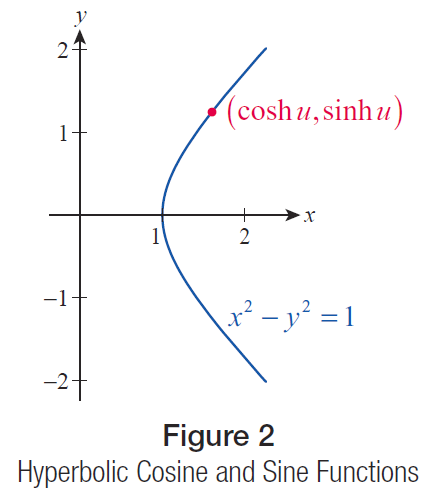 y
2
(cosh u, sinh u)
1
x
1
2
−1
x² − y² = 1
−2
Figure 2
Hyperbolic Cosine and Sine Functions